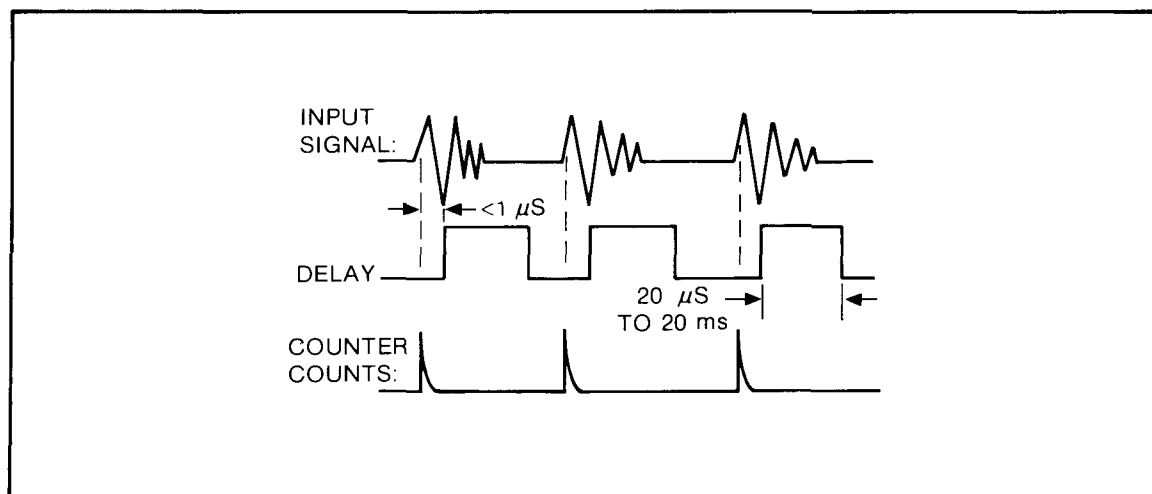 INPUT
SIGNAL:
<1 μS
DELAY
20 μS
TO 20 ms
COUNTER
COUNTS: